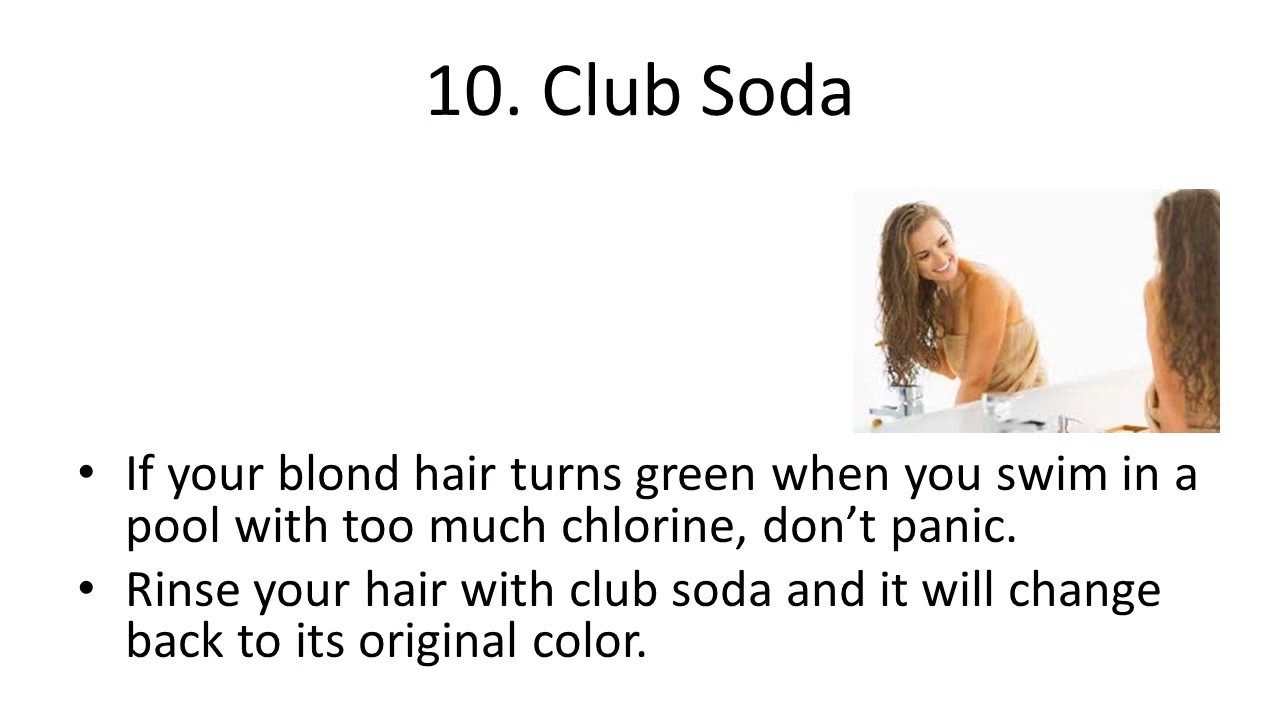 10. Club Soda
• If your blond hair turns green when you swim in a
pool with too much chlorine, don’t panic.
• Rinse your hair with club soda and it will change
back to its original color.